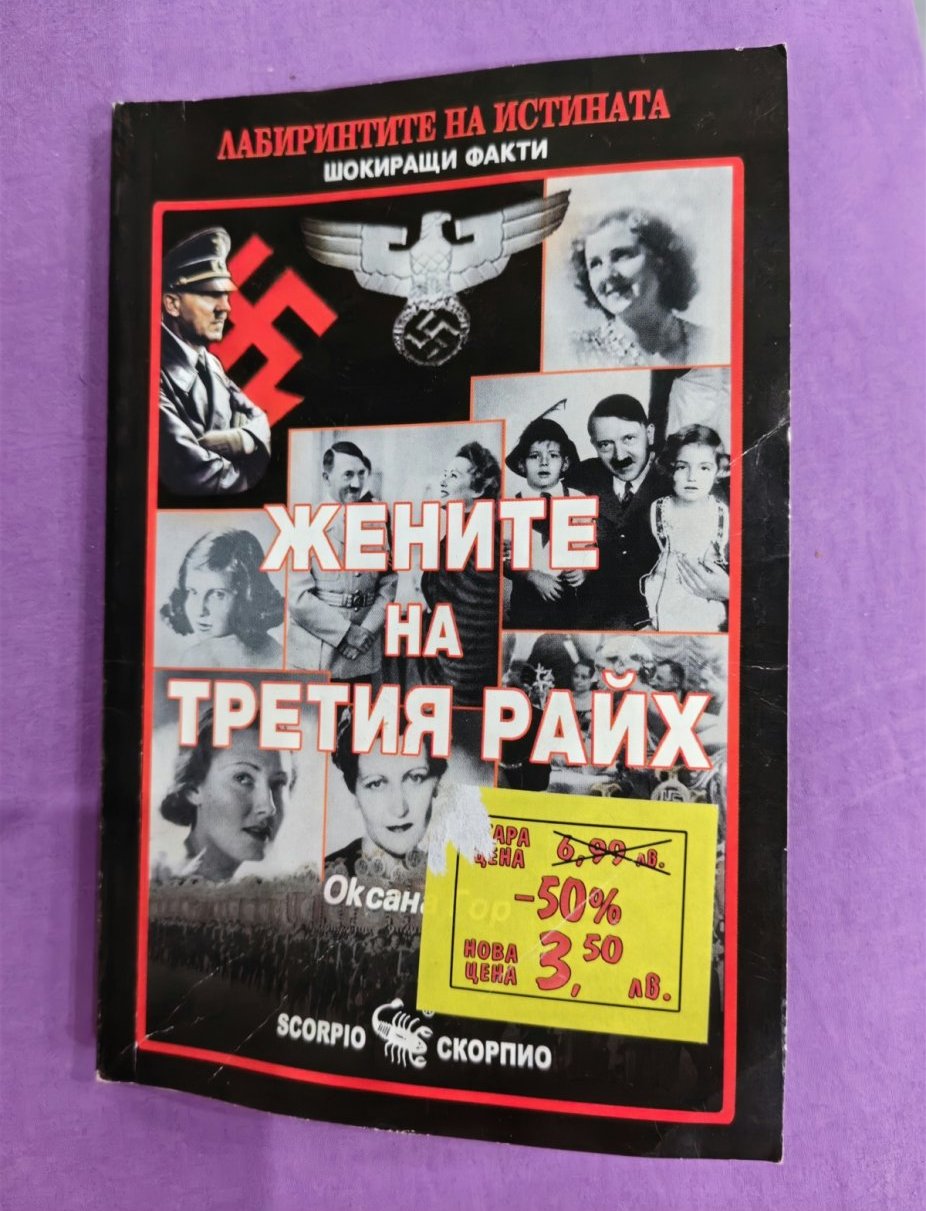 ЛАБИРИНТИТЕ НА ИСТИНАТА
ШОКИРАЩИ ФАКТИ
ЖЕНИТЕ
НА
ТРЕТИЯ РАЙХ
Оксана
ЦЕНА 6,99 лв.
-50%
НОВА
ЦЕНА 3,50 лв.
SCORPIO СКОРПИО